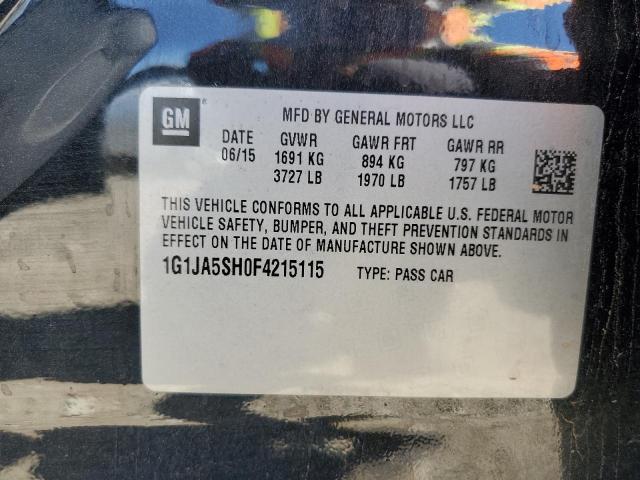 GM
MFD BY GENERAL MOTORS LLC
DATE GVWR GAWR FRT GAWR RR
06/15 1691 KG 894 KG 797 KG
3727 LB 1970 LB 1757 LB
THIS VEHICLE CONFORMS TO ALL APPLICABLE U.S. FEDERAL MOTOR
VEHICLE SAFETY, BUMPER, AND THEFT PREVENTION STANDARDS IN
EFFECT ON THE DATE OF MANUFACTURE SHOWN ABOVE.
1G1JA5SH0F4215115 TYPE: PASS CAR